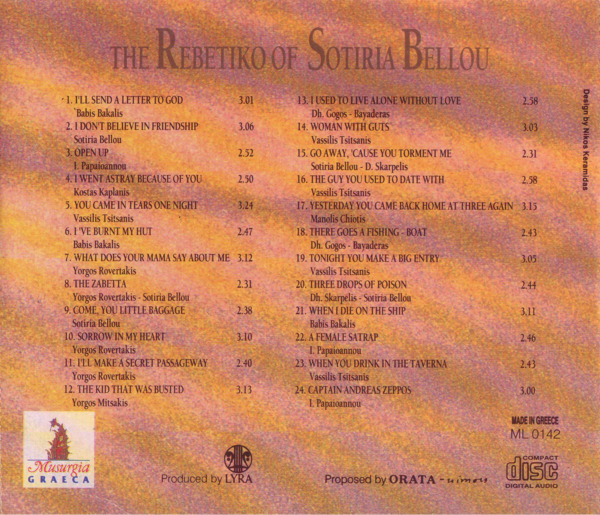 THE REBETIKO OF SOTIRIA BELLOU
1. I'LL SEND A LETTER TO GOD 3.01
Babis Bakalis
2. I DON'T BELIEVE IN FRIENDSHIP 3.06
Sotiria Bellou
3. OPEN UP 2.52
I. Papaioannou
4. I WENT ASTRAY BECAUSE OF YOU 2.50
Kostas Kaplanis
5. YOU CAME IN TEARS ONE NIGHT 3.24
Vassilis Tsitsanis
6. I 'VE BURNT MY HUT 2.47
Babis Bakalis
7. WHAT DOES YOUR MAMA SAY ABOUT ME 3.12
Yorgos Rovertakis
8. THE ZABETTA 2.31
Yorgos Rovertakis - Sotiria Bellou
9. COME, YOU LITTLE BAGGAGE 2.38
Sotiria Bellou
10. SORROW IN MY HEART 3.10
Yorgos Rovertakis
11. I'LL MAKE A SECRET PASSAGEWAY 2.40
Yorgos Rovertakis
12. THE KID THAT WAS BUSTED 3.13
Yorgos Mitsakis
13. I USED TO LIVE ALONE WITHOUT LOVE 2.58
Dh. Gogos - Bayaderas
14. WOMAN WITH GUTS 3.03
Vassilis Tsitsanis
15. GO AWAY, 'CAUSE YOU TORMENT ME 2.31
Sotiria Bellou - D. Skarpelis
16. THE GUY YOU USED TO DATE WITH 2.58
Vassilis Tsitsanis
17. YESTERDAY YOU CAME BACK HOME AT THREE AGAIN 3.15
Manolis Chiotis
18. THERE GOES A FISHING - BOAT 2.43
Dh. Gogos - Bayaderas
19. TONIGHT YOU MAKE A BIG ENTRY 3.05
Vassilis Tsitsanis
20. THREE DROPS OF POISON 2.44
Dh. Skarpelis - Sotiria Bellou
21. WHEN I DIE ON THE SHIP 3.11
Babis Bakalis
22. A FEMALE SATRAP 2.46
I. Papaioannou
23. WHEN YOU DRINK IN THE TAVERNA 2.43
Vassilis Tsitsanis
24. CAPTAIN ANDREAS ZEPPOS 3.00
I. Papaioannou
Design by Nikos Keramidas
MADE IN GREECE
ML 0142
Musurgia
GRAECA
Produced by LYRA
Proposed by ORATA
COMPACT
disc
DIGITAL AUDIO